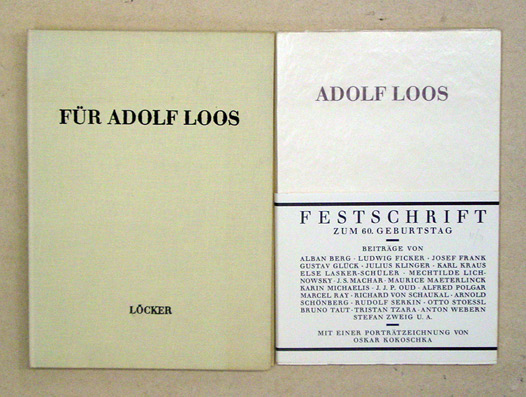 FÜR ADOLF LOOS
LÖCKER
ADOLF LOOS
FESTSCHRIFT
ZUM 60. GEBURTSTAG
BEITRÄGE VON
ALBAN BERG · LUDWIG FICKER · JOSEF FRANK
GUSTAV GLÜCK · JULIUS KLINGER · KARL KRAUS
ELSE LASKER-SCHÜLER · MECHTILDE LICH-
NOWSKY · J. S. MACHAR · MAURICE MAETERLINCK
KARIN MICHAELIS · J. J. P. OUD · ALFRED POLGAR
MARCEL RAY · RICHARD VON SCHAUKAL · ARNOLD
SCHÖNBERG · RUDOLF SERKIN · OTTO STOESSL
BRUNO TAUT · TRISTAN TZARA · ANTON WEBERN
STEFAN ZWEIG U. A.
MIT EINER PORTRÄTZEICHNUNG VON
OSKAR KOKOSCHKA